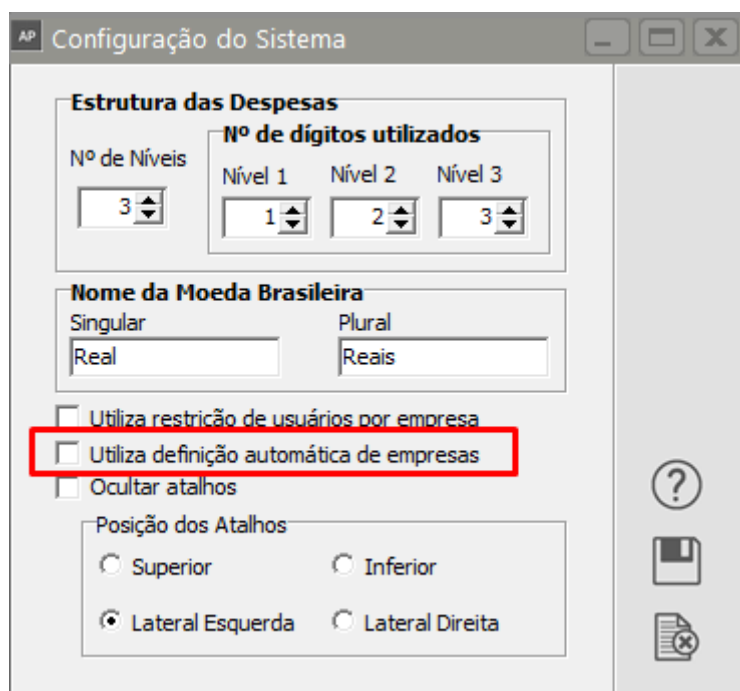 AP Configuração do Sistema
Estrutura das Despesas
Nº de dígitos utilizados
Nº de Níveis
Nível 1 Nível 2 Nível 3
3 1 2 3
Nome da Moeda Brasileira
Singular Plural
Real Reais
Utiliza restrição de usuários por empresa
Utiliza definição automática de empresas
Ocultar atalhos
Posição dos Atalhos
Superior Inferior
Lateral Esquerda Lateral Direita
?